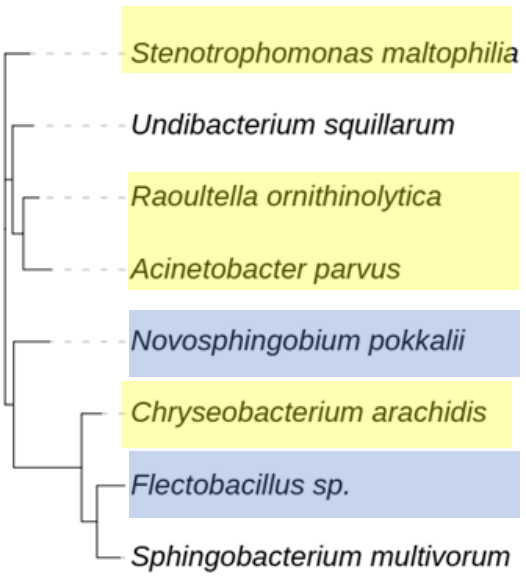 Stenotrophomonas maltophilia
Undibacterium squillarum
Raoultella ornithinolytica
Acinetobacter parvus
Novosphingobium pokkalii
Chryseobacterium arachidis
Flectobacillus sp.
Sphingobacterium multivorum